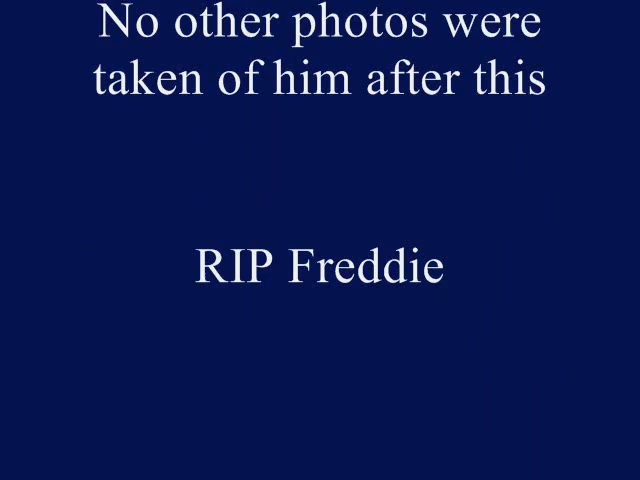 No other photos were
taken of him after this
RIP Freddie